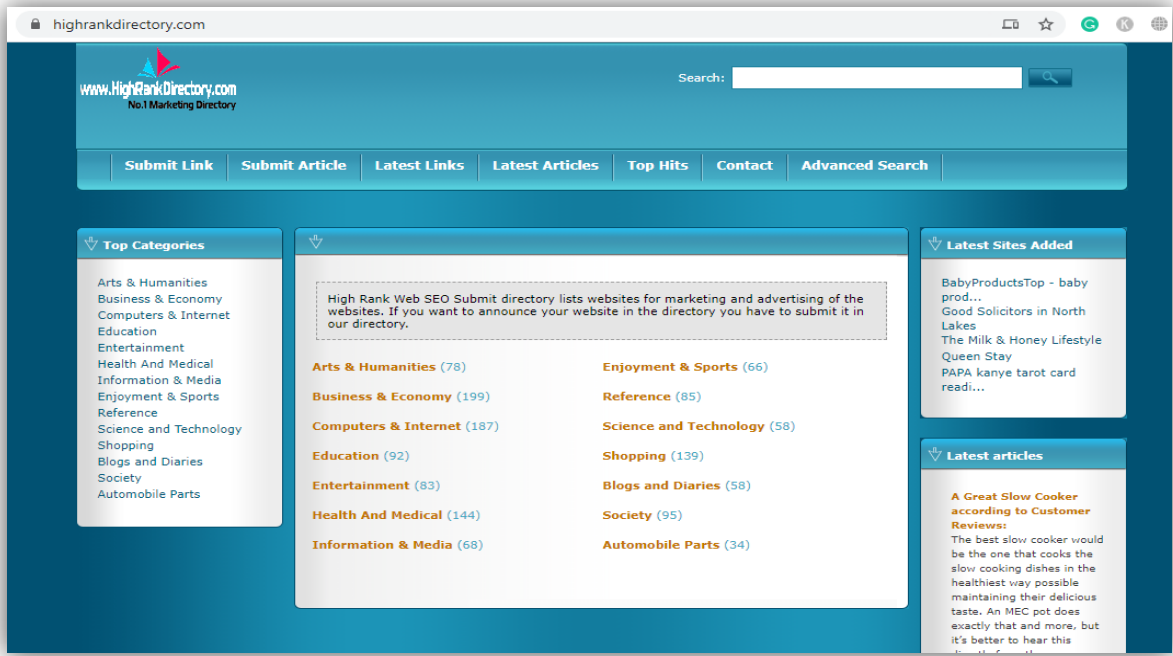 highrankdirectory.com
www.HighRankDirectory.com
No.1 Marketing Directory
Search:
Submit Link
Submit Article
Latest Links
Latest Articles
Top Hits
Contact
Advanced Search
Top Categories
Arts & Humanities
Business & Economy
Computers & Internet
Education
Entertainment
Health And Medical
Information & Media
Enjoyment & Sports
Reference
Science and Technology
Shopping
Blogs and Diaries
Society
Automobile Parts
High Rank Web SEO Submit directory lists websites for marketing and advertising of the
websites. If you want to announce your website in the directory you have to submit it in
our directory.
Arts & Humanities (78)
Business & Economy (199)
Computers & Internet (187)
Education (92)
Entertainment (83)
Health And Medical (144)
Information & Media (68)
Enjoyment & Sports (66)
Reference (85)
Science and Technology (58)
Shopping (139)
Blogs and Diaries (58)
Society (95)
Automobile Parts (34)
Latest Sites Added
BabyProductsTop - baby
prod...
Good Solicitors in North
Lakes
The Milk & Honey Lifestyle
Queen Stay
PAPA kanye tarot card
readi...
Latest articles
A Great Slow Cooker
according to Customer
Reviews:
The best slow cooker would
be the one that cooks the
slow cooking dishes in the
healthiest way possible
maintaining their delicious
taste. An MEC pot does
exactly that and more, but
it's better to hear this